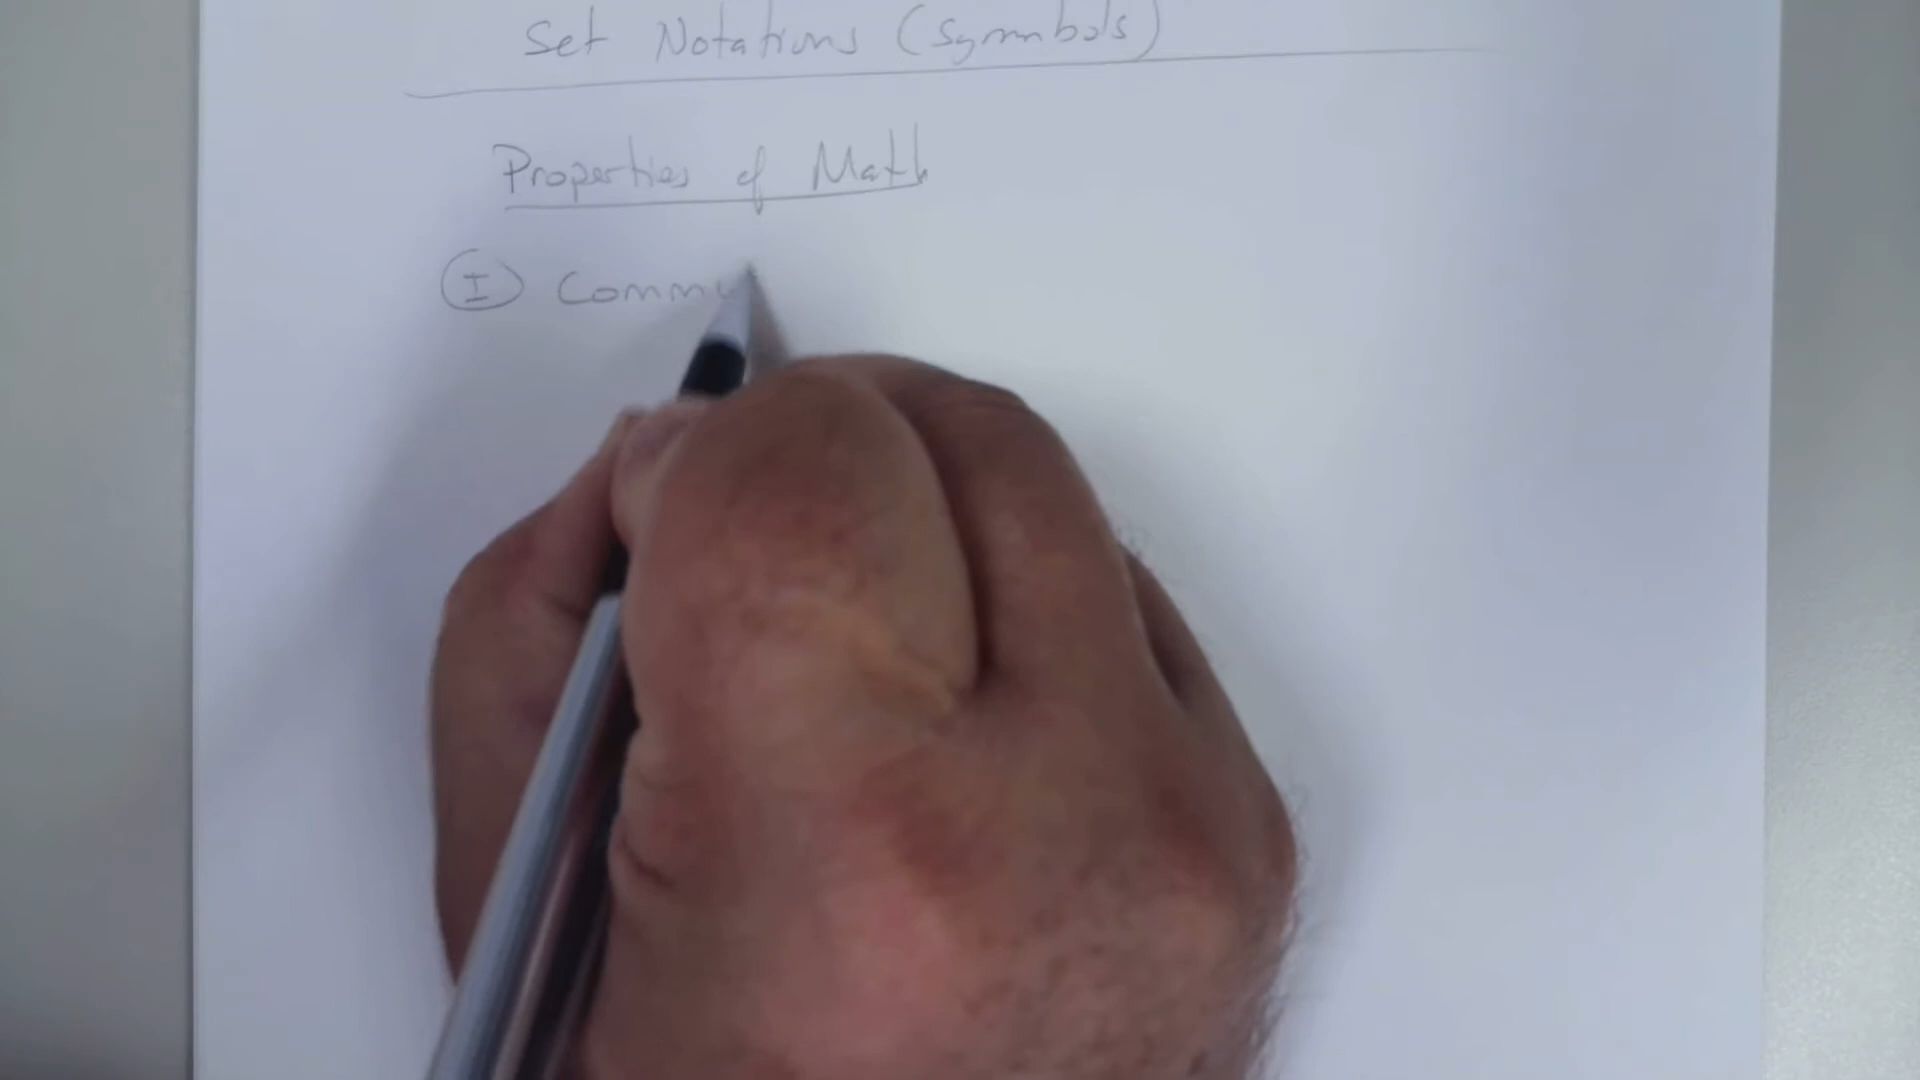 Set Notations (Symbols)
Properties of Math
I Commu